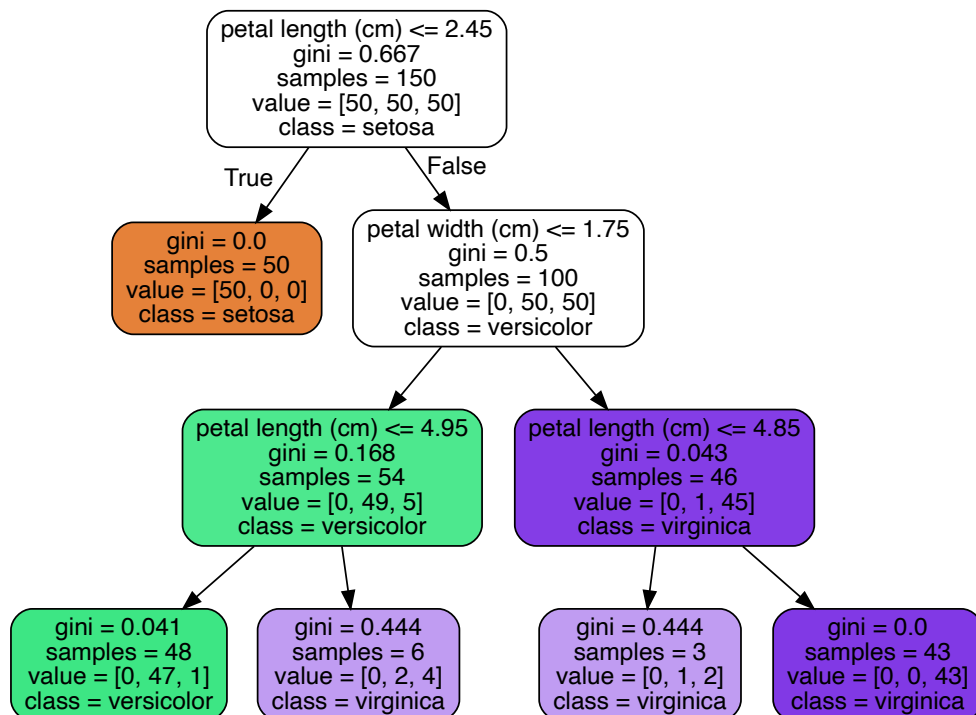 petal length (cm) <= 2.45
gini = 0.667
samples = 150
value = [50, 50, 50]
class = setosa
True
False
gini = 0.0
samples = 50
value = [50, 0, 0]
class = setosa
petal width (cm) <= 1.75
gini = 0.5
samples = 100
value = [0, 50, 50]
class = versicolor
petal length (cm) <= 4.95
gini = 0.168
samples = 54
value = [0, 49, 5]
class = versicolor
petal length (cm) <= 4.85
gini = 0.043
samples = 46
value = [0, 1, 45]
class = virginica
gini = 0.041
samples = 48
value = [0, 47, 1]
class = versicolor
gini = 0.444
samples = 6
value = [0, 2, 4]
class = virginica
gini = 0.444
samples = 3
value = [0, 1, 2]
class = virginica
gini = 0.0
samples = 43
value = [0, 0, 43]
class = virginica